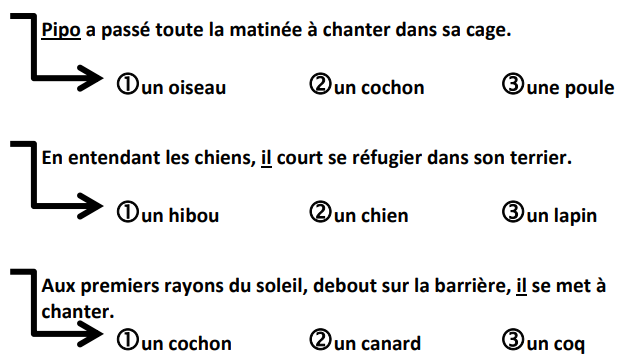 Pipo a passé toute la matinée à chanter dans sa cage.
①un oiseau ②un cochon ③une poule
En entendant les chiens, il court se réfugier dans son terrier.
①un hibou ②un chien ③un lapin
Aux premiers rayons du soleil, debout sur la barrière, il se met à
chanter.
①un cochon ②un canard ③un coq